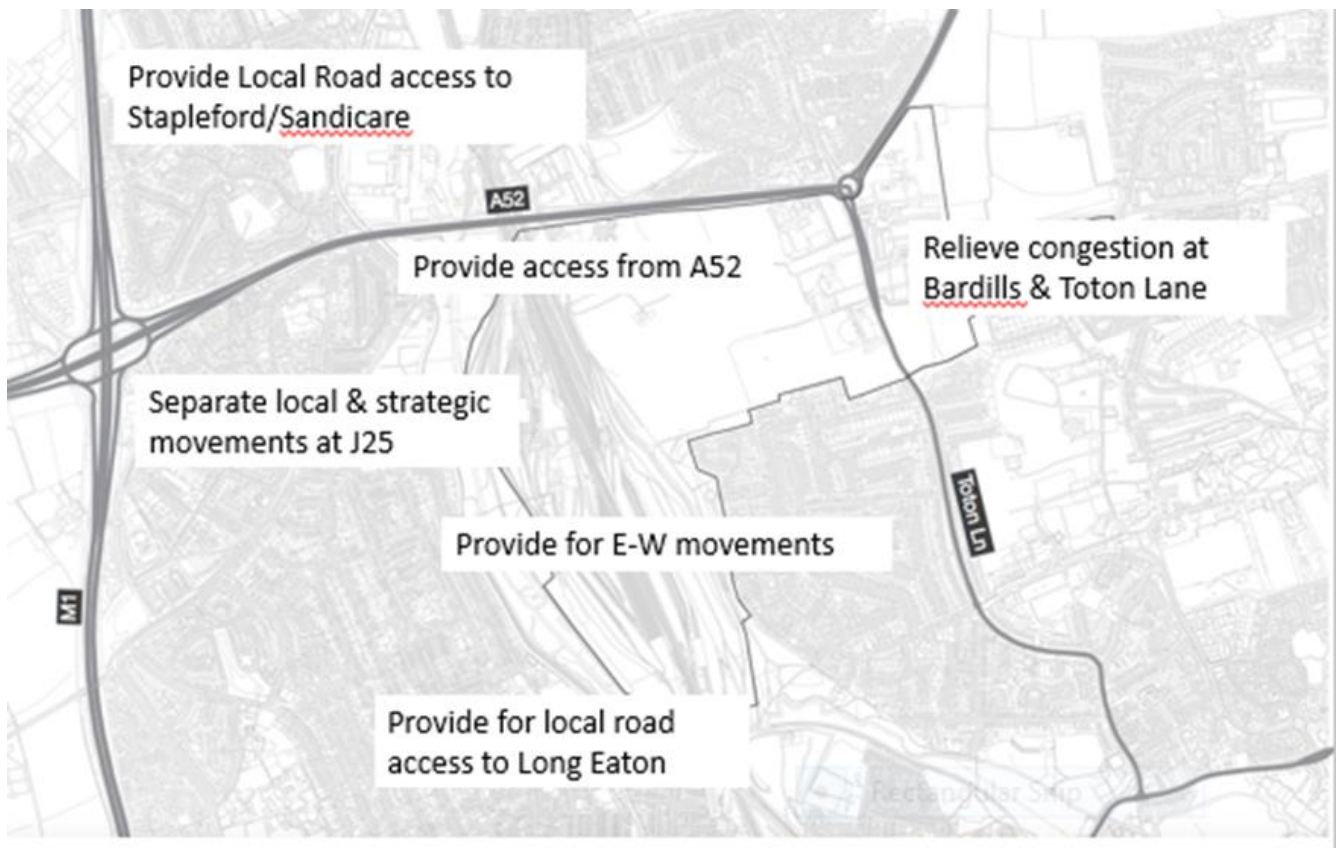 Provide Local Road access to
Stapleford/Sandicare
A52
Provide access from A52
Relieve congestion at
Bardills & Toton Lane
Separate local & strategic
movements at J25
Toton Ln
Provide for E-W movements
M1
Provide for local road
access to Long Eaton
Rectangular Snip